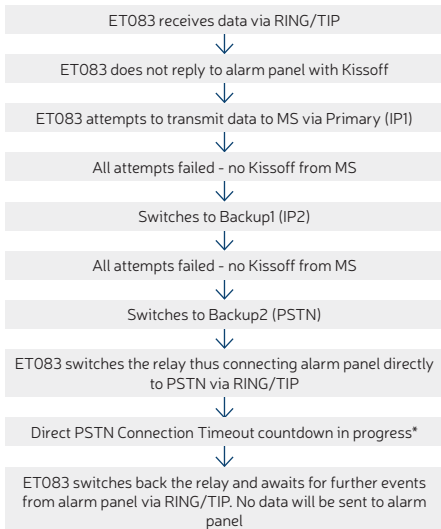 ET083 receives data via RING/TIP
ET083 does not reply to alarm panel with Kissoff
ET083 attempts to transmit data to MS via Primary (IP1)
All attempts failed - no Kissoff from MS
Switches to Backup1 (IP2)
All attempts failed - no Kissoff from MS
Switches to Backup2 (PSTN)
ET083 switches the relay thus connecting alarm panel directly
to PSTN via RING/TIP
Direct PSTN Connection Timeout countdown in progress*
ET083 switches back the relay and awaits for further events
from alarm panel via RING/TIP. No data will be sent to alarm
panel